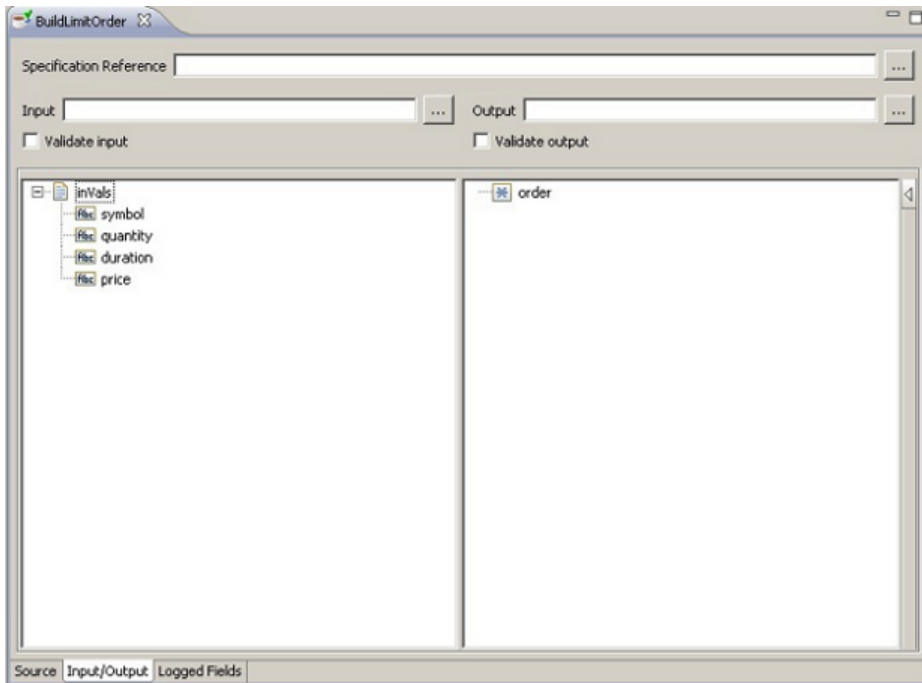 BuildLimitOrder
Specification Reference ...
Input ... Output ...
Validate input Validate output
inVals order
symbol
quantity
duration
price
Source Input/Output Logged Fields